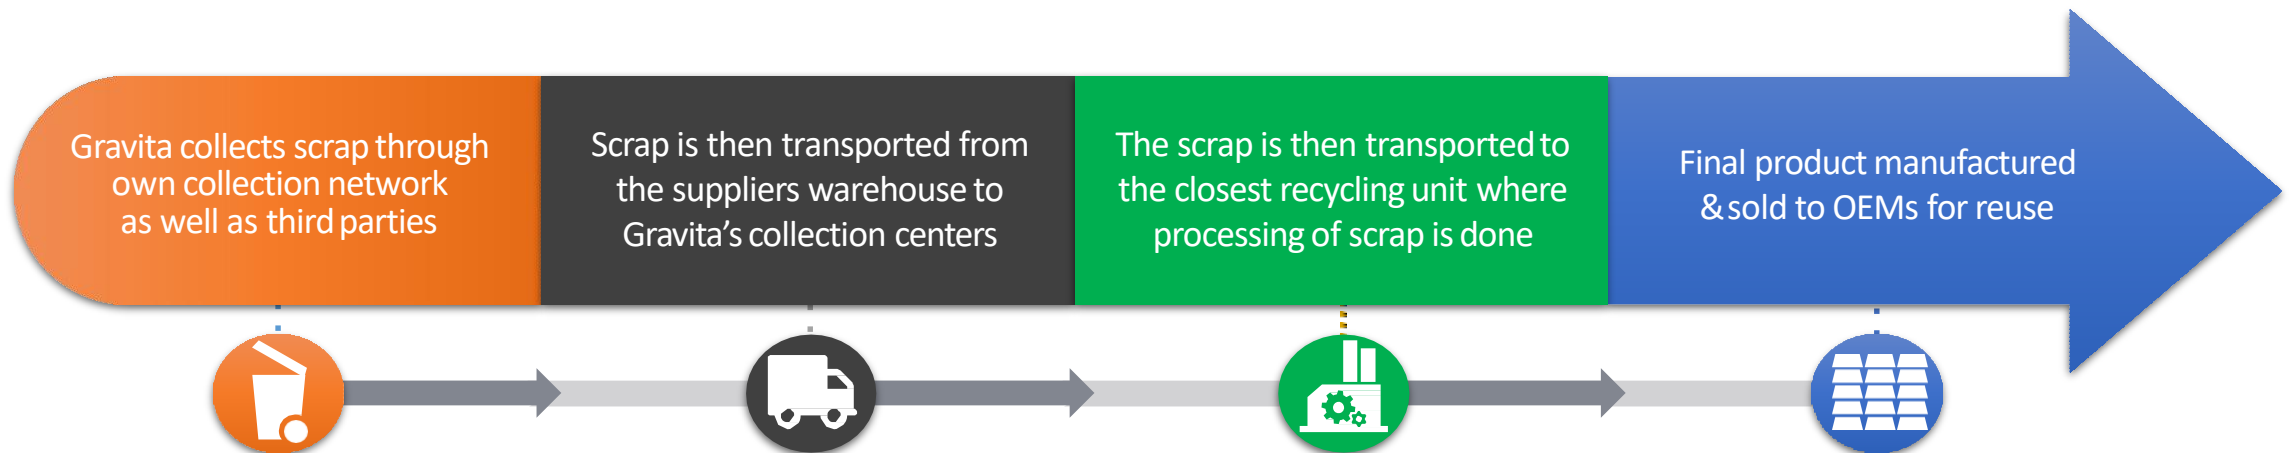 Gravita collects scrap through
own collection network
as well as third parties
Scrap is then transported from
the suppliers warehouse to
Gravita's collection centers
The scrap is then transported to
the closest recycling unit where
processing of scrap is done
Final product manufactured
& sold to OEMs for reuse